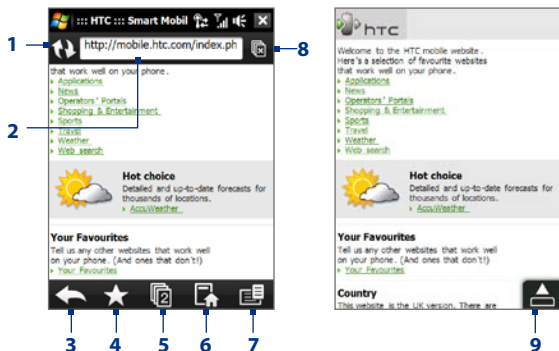 ::: HTC ::: Smart Mobil
1
http://mobile.htc.com/index.ph
8
that work well on your phone.
Applications
News
2
Operators' Portals
Shopping & Entertainment
Sports
Travel
Weather
Web search
Hot choice
Detailed and up-to-date forecasts for
thousands of locations.
AccuWeather
Your Favourites
Tell us any other websites that work well
on your phone. (And ones that don't!)
Your Favourites
2
3
4
5
6
7
hTC
Welcome to the HTC mobile website.
Here's a selection of favourite websites
that work well on your phone.
Applications
News
Operators' Portals
Shopping & Entertainment
Sports
Travel
Weather
Web search
Hot choice
Detailed and up-to-date forecasts for
thousands of locations.
AccuWeather
Your Favourites
Tell us any other websites that work well
on your phone. (And ones that don't!)
Your Favourites
Country
This website is the UK version. There are
9